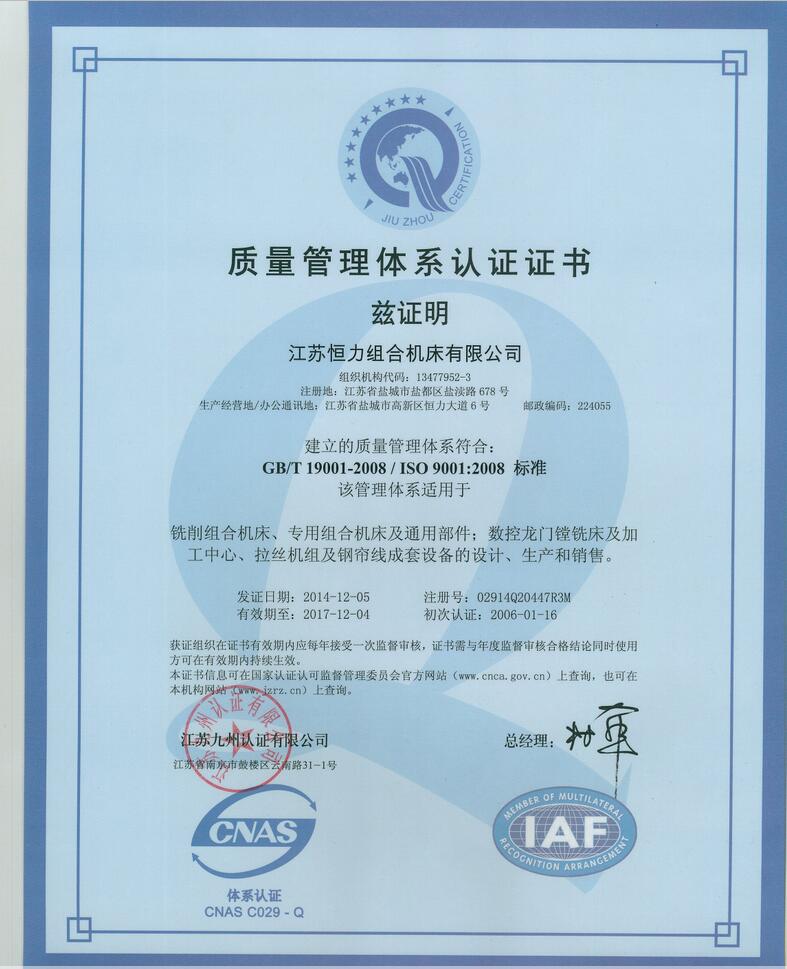 JIU ZHOU CERTIFICATION
质量管理体系认证证书
兹证明
江苏恒力组合机床有限公司
组织机构代码：13477952-3
注册地：江苏省盐城市盐都区盐渎路 678 号
生产经营地/办公通讯地：江苏省盐城市高新区恒力大道 6 号 邮政编码：224055
建立的质量管理体系符合：
GB/T 19001-2008 / ISO 9001:2008 标准
该管理体系适用于
铣削组合机床、专用组合机床及通用部件；数控龙门镗铣床及加
工中心、拉丝机组及钢帘线成套设备的设计、生产和销售。
发证日期：2014-12-05 注册号：02914Q20447R3M
有效期至：2017-12-04 初次认证：2006-01-16
获证组织在证书有效期内应每年接受一次监督审核，证书需与年度监督审核合格结论同时使用
方可在有效期内持续生效。
本证书信息可在国家认证认可监督管理委员会官方网站（www.cnca.gov.cn）上查询，也可在
本机构网站（www.jzrz.cn）上查询。
江苏九州认证有限公司
总经理：
江苏省南京市鼓楼区云南路31-1号
江苏九州认证有限公司
CNAS
体系认证
CNAS C029 - Q
MEMBER OF MULTILATERAL
IAF
RECOGNITION ARRANGEMENT